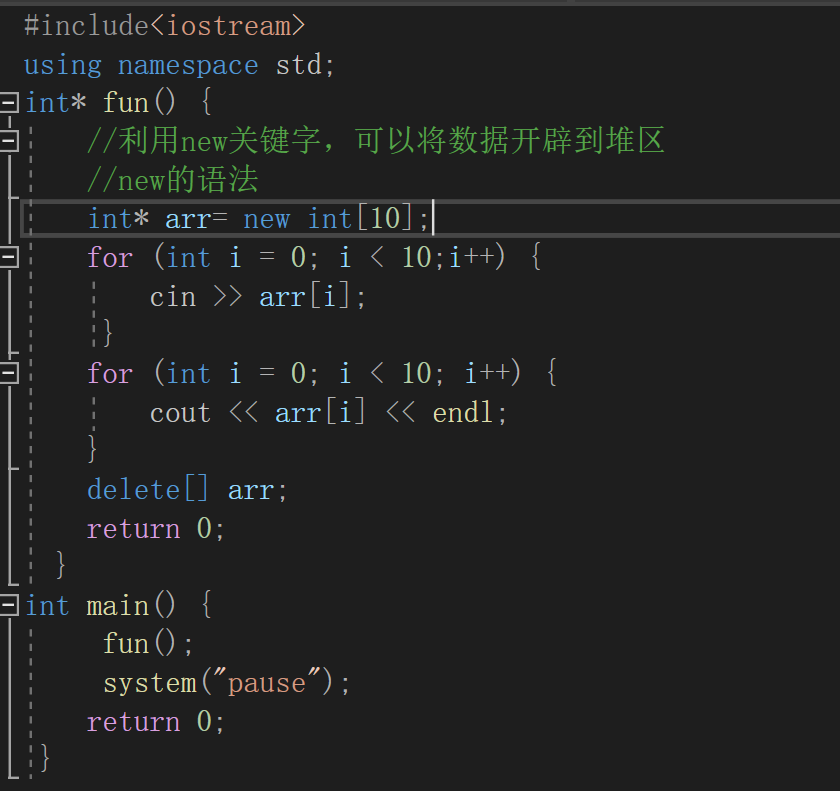 #include<iostream>
using namespace std;
int* fun() {
//利用new关键字，可以将数据开辟到堆区
//new的语法
int* arr= new int[10];
for (int i = 0; i < 10;i++) {
cin >> arr[i];
}
for (int i = 0; i < 10; i++) {
cout << arr[i] << endl;
}
delete[] arr;
return 0;
}
int main() {
fun();
system("pause");
return 0;
}